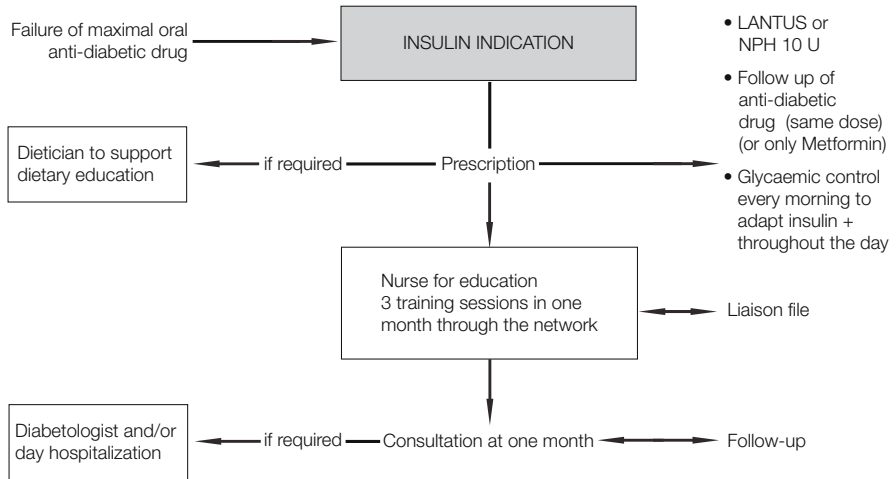 Failure of maximal oral
anti-diabetic drug
INSULIN INDICATION
• LANTUS or
NPH 10 U
• Follow up of
anti-diabetic
drug (same dose)
(or only Metformin)
• Glycaemic control
every morning to
adapt insulin +
throughout the day
Dietician to support
dietary education
if required
Prescription
Nurse for education
3 training sessions in one
month through the network
Liaison file
Diabetologist and/or
day hospitalization
if required
Consultation at one month
Follow-up